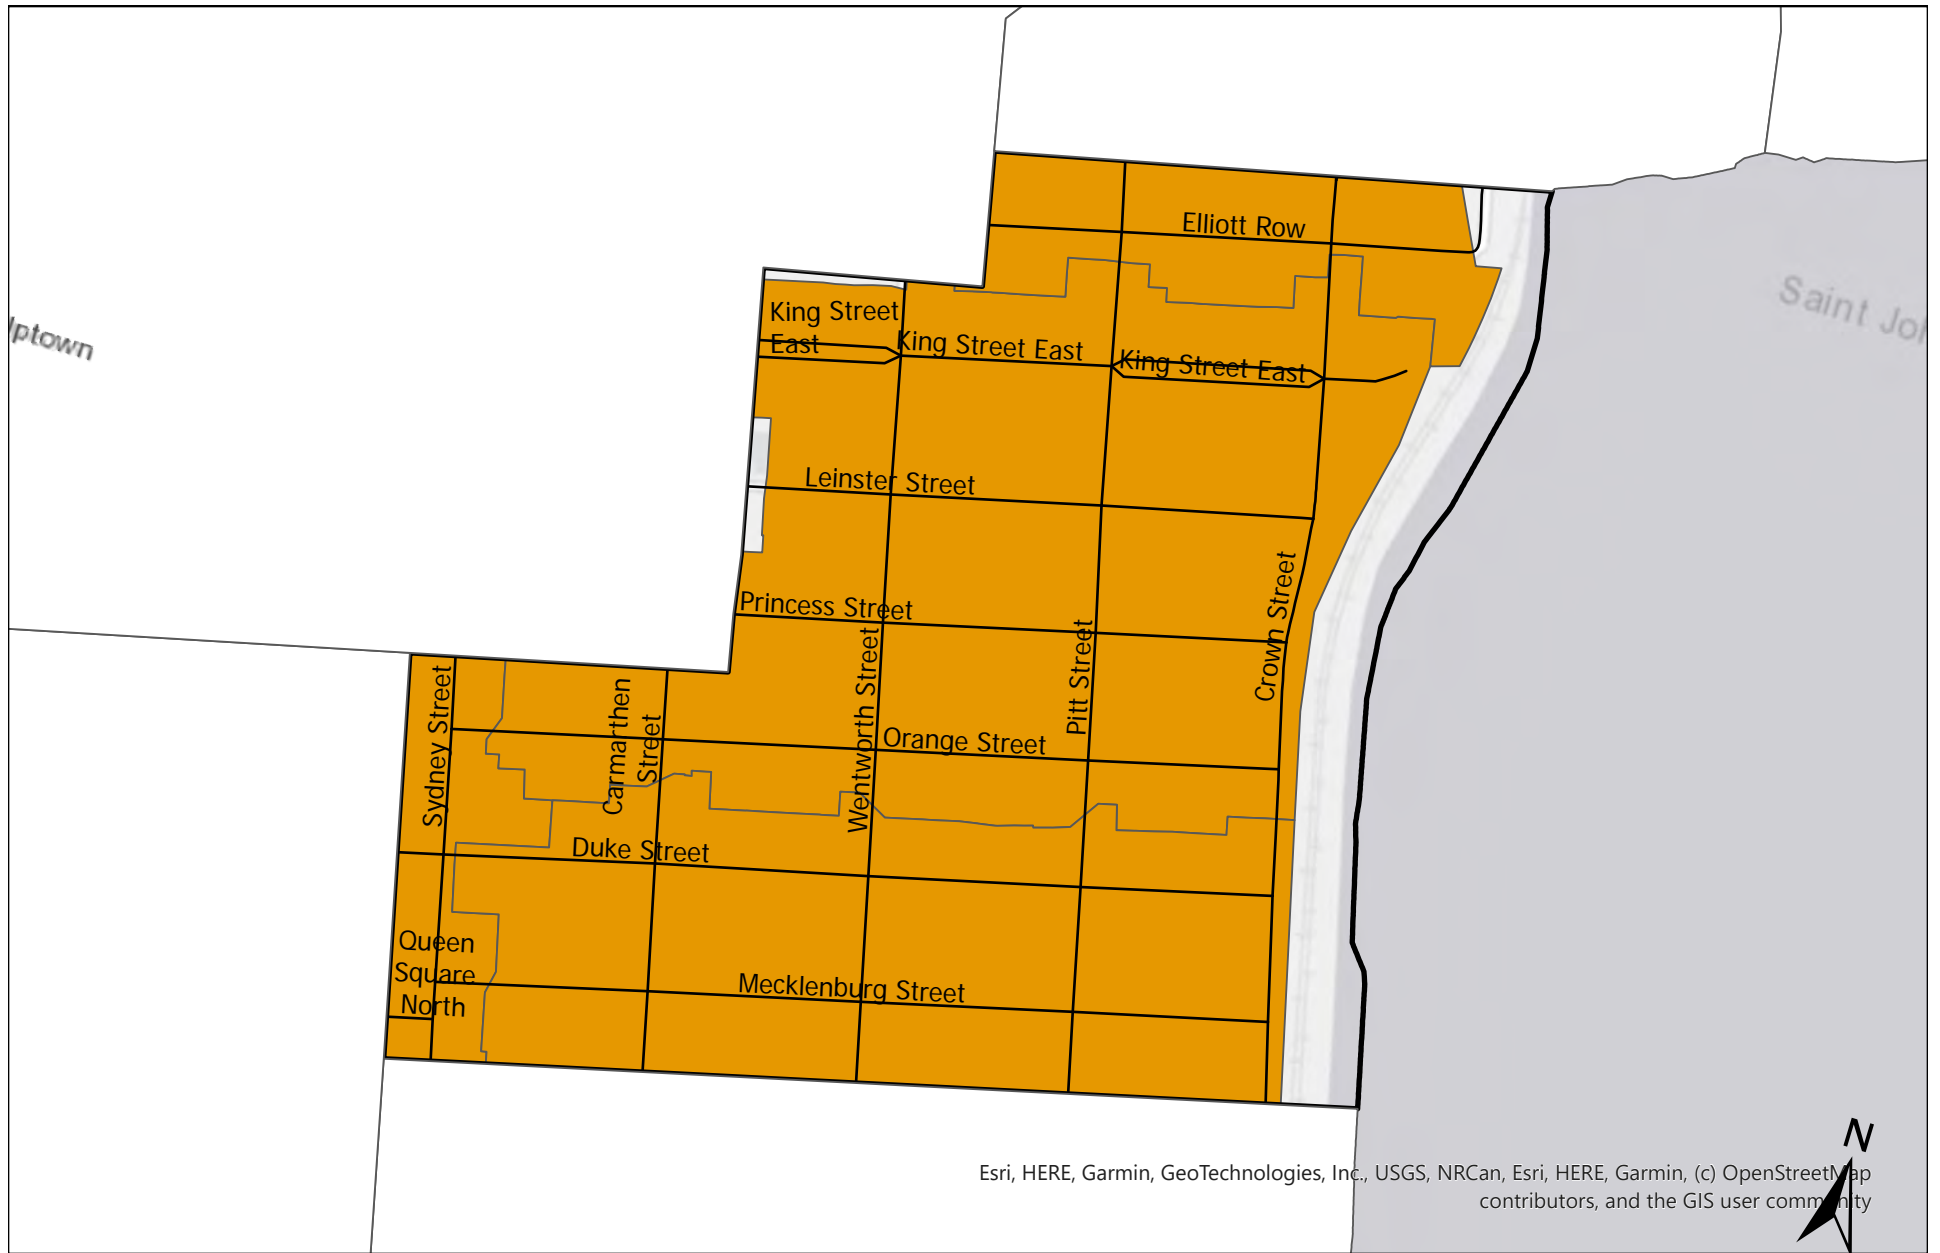 Elliott Row
Saint Joh
King Street
East
King Street East
King Street East
lptown
Leinster Street
Princess Street
Crown Street
Pitt Street
Wentworth Street
Carmarthen
Street
Sydney Street
Orange Street
Duke Street
Queen
Square
North
Mecklenburg Street
N
Esri, HERE, Garmin, GeoTechnologies, Inc., USGS, NRCan, Esri, HERE, Garmin, (c) OpenStreetMap
contributors, and the GIS user community